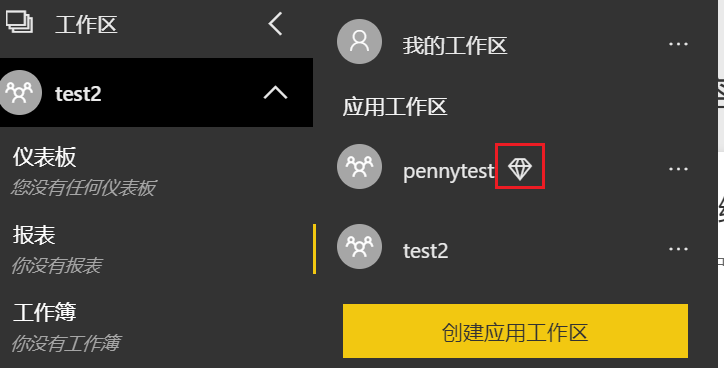 工作区
test2
仪表板
您没有任何仪表板
报表
你没有报表
工作簿
你没有工作簿
我的工作区
应用工作区
pennytest
test2
创建应用工作区